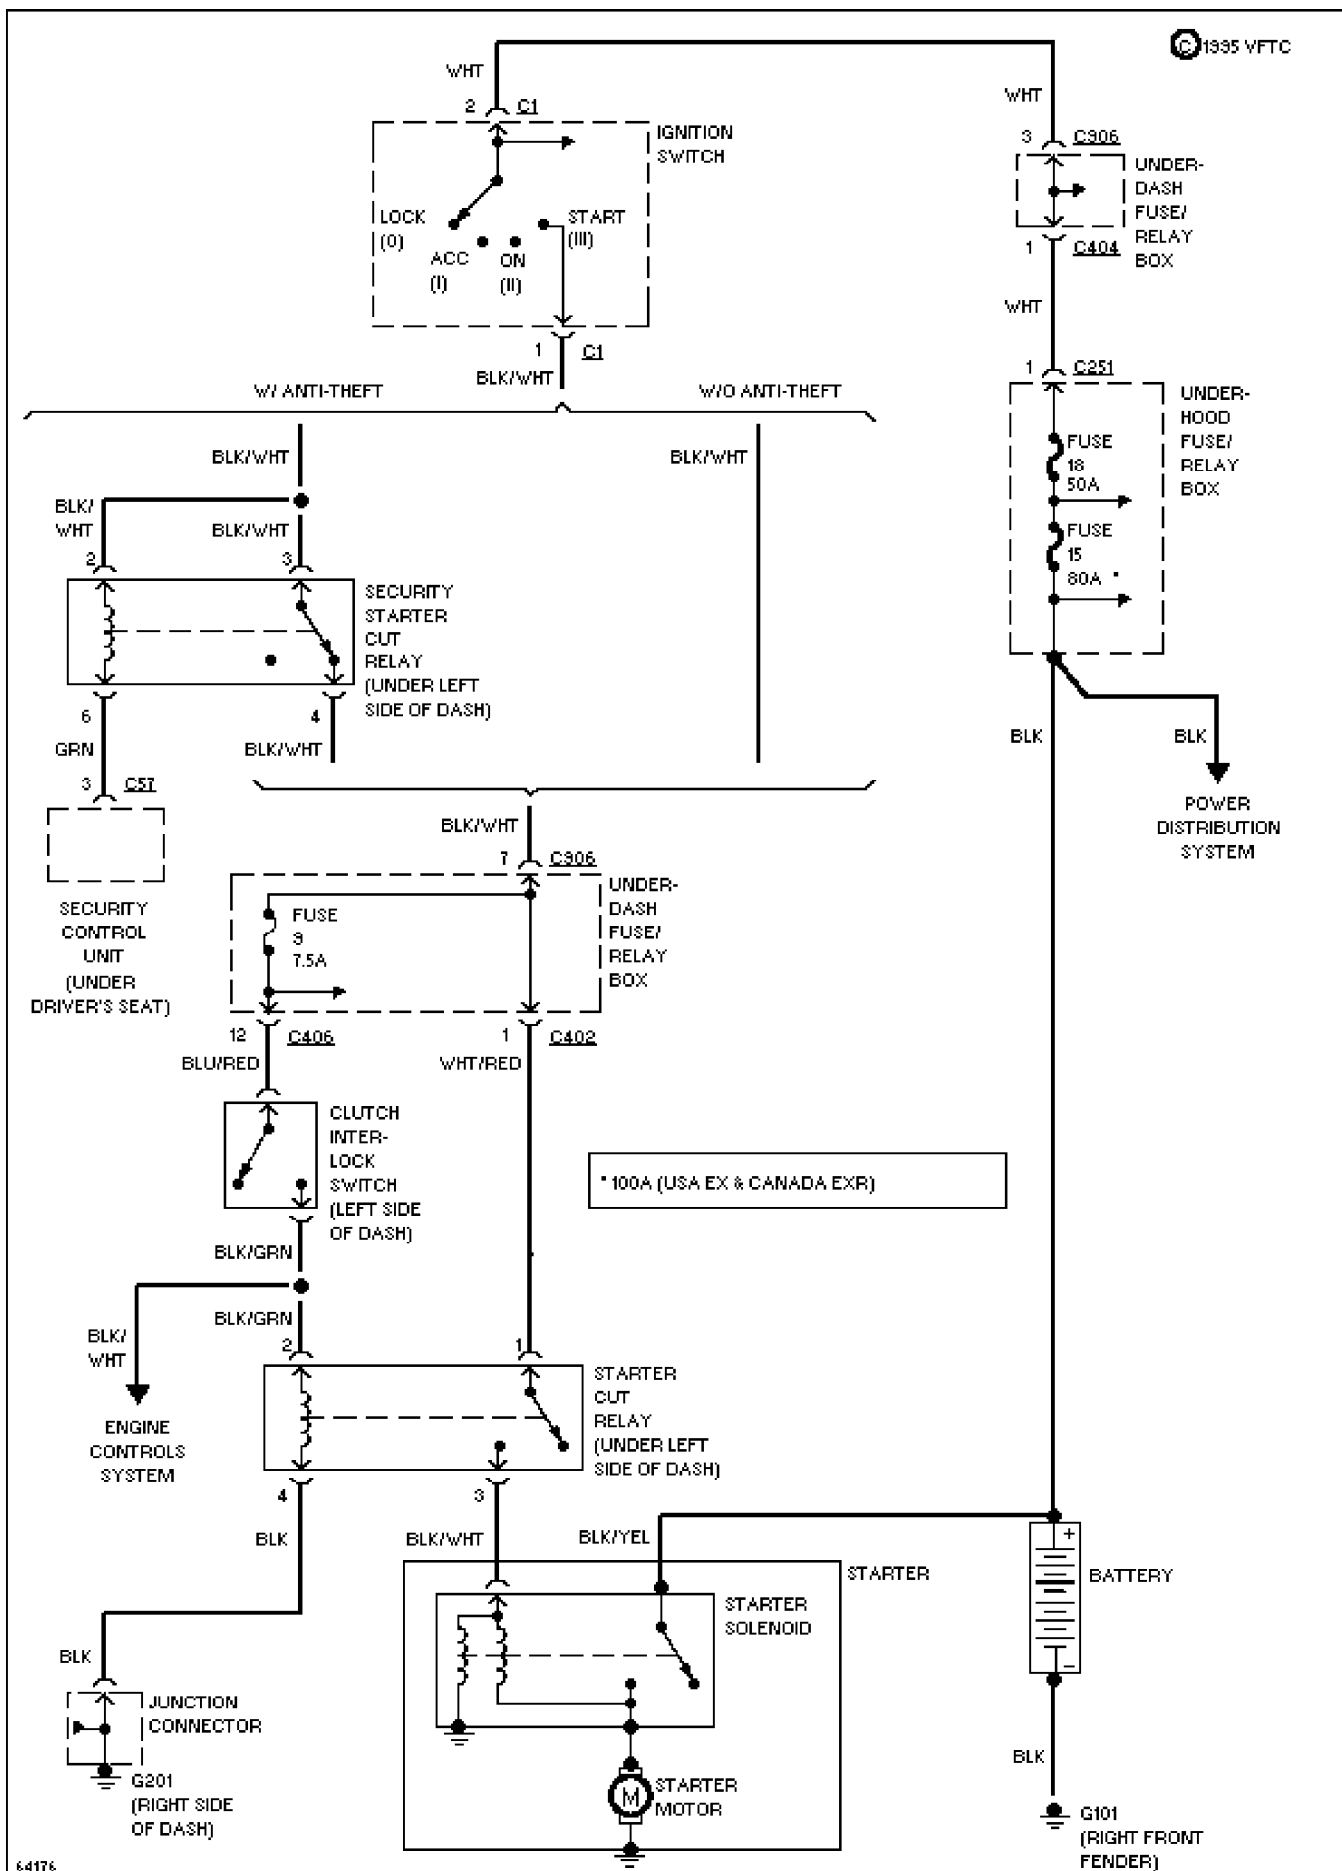 © 1995 VFTC
WHT
2 C1
IGNITION
SWITCH
LOCK
(0)
ACC
(I)
ON
(II)
START
(III)
1 C1
BLK/WHT
WHT
3 C906
UNDER-
DASH
FUSE/
RELAY
BOX
1 C404
WHT
1 C251
UNDER-
HOOD
FUSE/
RELAY
BOX
FUSE
18
50A
FUSE
15
80A *
BLK
BLK
POWER
DISTRIBUTION
SYSTEM
W/ ANTI-THEFT
W/O ANTI-THEFT
BLK/WHT
BLK/WHT
BLK/
WHT
BLK/WHT
2
3
SECURITY
STARTER
CUT
RELAY
(UNDER LEFT
SIDE OF DASH)
6
4
GRN
BLK/WHT
3 C57
SECURITY
CONTROL
UNIT
(UNDER
DRIVER'S SEAT)
BLK/WHT
7 C906
UNDER-
DASH
FUSE/
RELAY
BOX
FUSE
9
7.5A
12 C406
1 C402
BLU/RED
WHT/RED
CLUTCH
INTER-
LOCK
SWITCH
(LEFT SIDE
OF DASH)
* 100A (USA EX & CANADA EXR)
BLK/GRN
BLK/GRN
BLK/
WHT
ENGINE
CONTROLS
SYSTEM
2
1
STARTER
CUT
RELAY
(UNDER LEFT
SIDE OF DASH)
4
3
BLK
BLK/WHT
BLK/YEL
STARTER
STARTER
SOLENOID
M
STARTER
MOTOR
+
BATTERY
−
BLK
JUNCTION
CONNECTOR
G201
(RIGHT SIDE
OF DASH)
BLK
G101
(RIGHT FRONT
FENDER)
64176